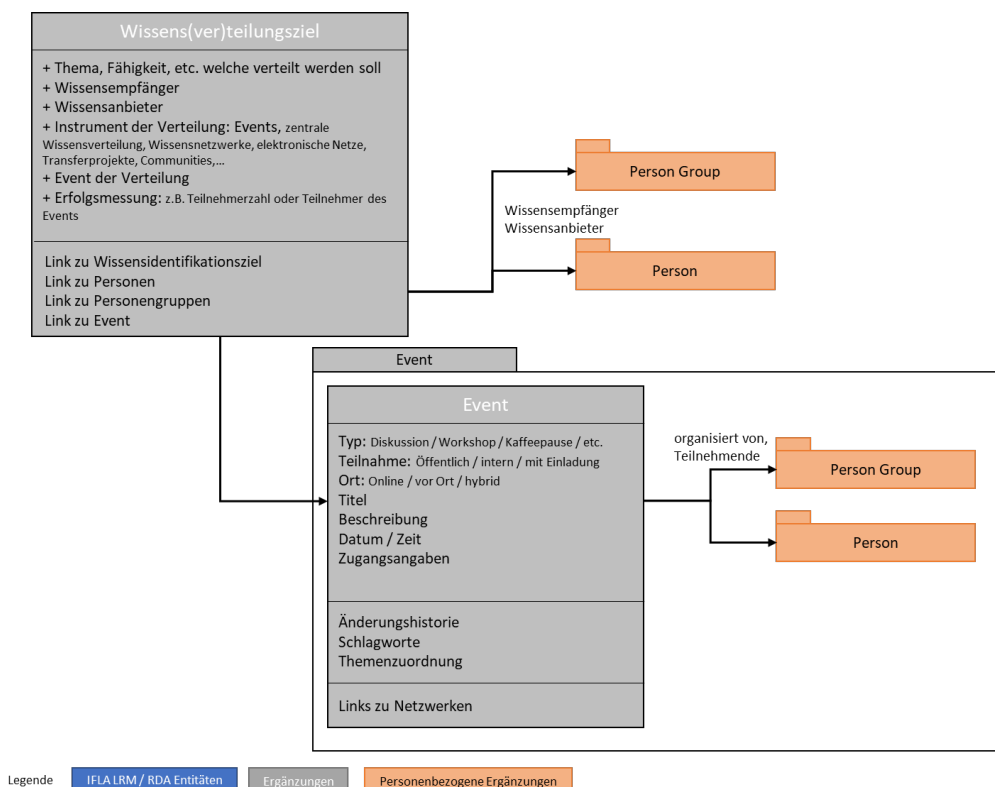 Wissens(ver)teilungsziel
+ Thema, Fähigkeit, etc. welche verteilt werden soll
+ Wissensempfänger
+ Wissensanbieter
+ Instrument der Verteilung: Events, zentrale
Wissensverteilung, Wissensnetzwerke, elektronische Netze,
Transferprojekte, Communities,...
+ Event der Verteilung
+ Erfolgsmessung: z.B. Teilnehmerzahl oder Teilnehmer des
Events
Link zu Wissensidentifikationsziel
Link zu Personen
Link zu Personengruppen
Link zu Event
Person Group
Wissensempfänger
Wissensanbieter
Person
Event
Event
Typ: Diskussion / Workshop / Kaffeepause / etc.
Teilnahme: Öffentlich / intern / mit Einladung
Ort: Online / vor Ort / hybrid
Titel
Beschreibung
Datum / Zeit
Zugangsangaben
Änderungshistorie
Schlagworte
Themenzuordnung
Links zu Netzwerken
organisiert von,
Teilnehmende
Person Group
Person
Legende
IFLA LRM / RDA Entitäten
Ergänzungen
Personenbezogene Ergänzungen